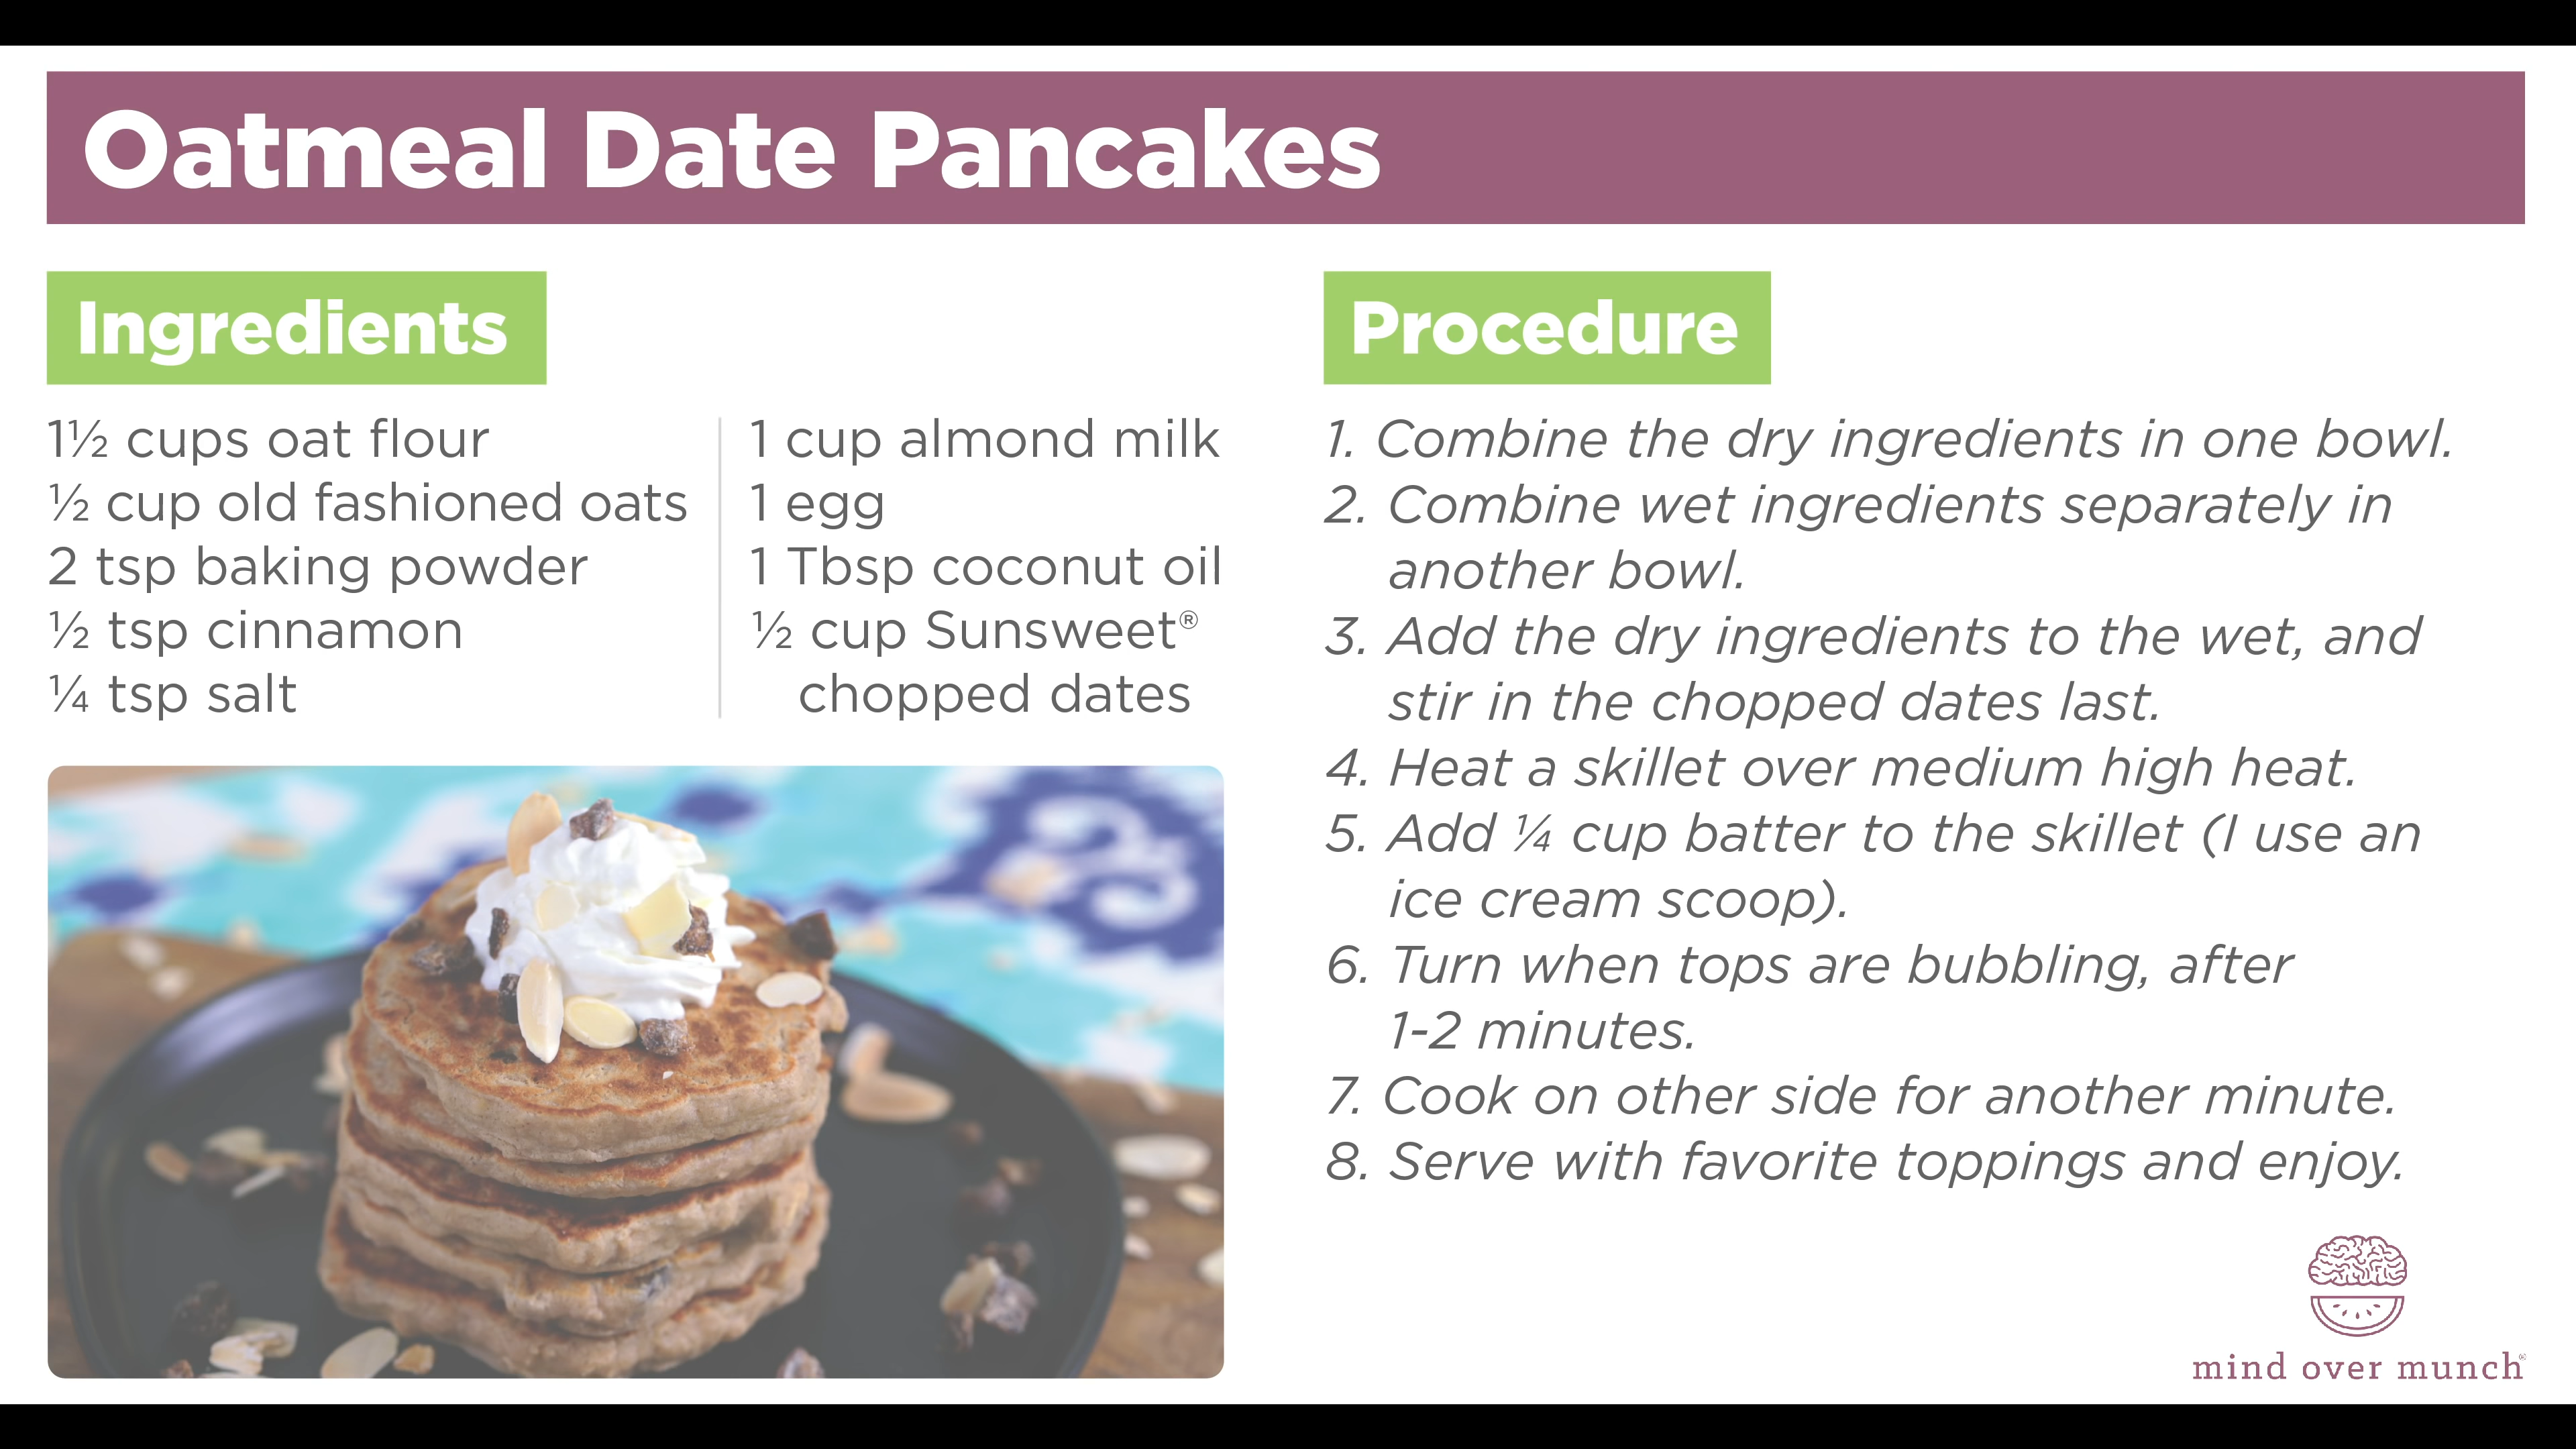 Oatmeal Date Pancakes
Ingredients
1½ cups oat flour
½ cup old fashioned oats
2 tsp baking powder
½ tsp cinnamon
¼ tsp salt
1 cup almond milk
1 egg
1 Tbsp coconut oil
½ cup Sunsweet®
chopped dates
Procedure
1. Combine the dry ingredients in one bowl.
2. Combine wet ingredients separately in
another bowl.
3. Add the dry ingredients to the wet, and
stir in the chopped dates last.
4. Heat a skillet over medium high heat.
5. Add ¼ cup batter to the skillet (I use an
ice cream scoop).
6. Turn when tops are bubbling, after
1-2 minutes.
7. Cook on other side for another minute.
8. Serve with favorite toppings and enjoy.
mind over munch®